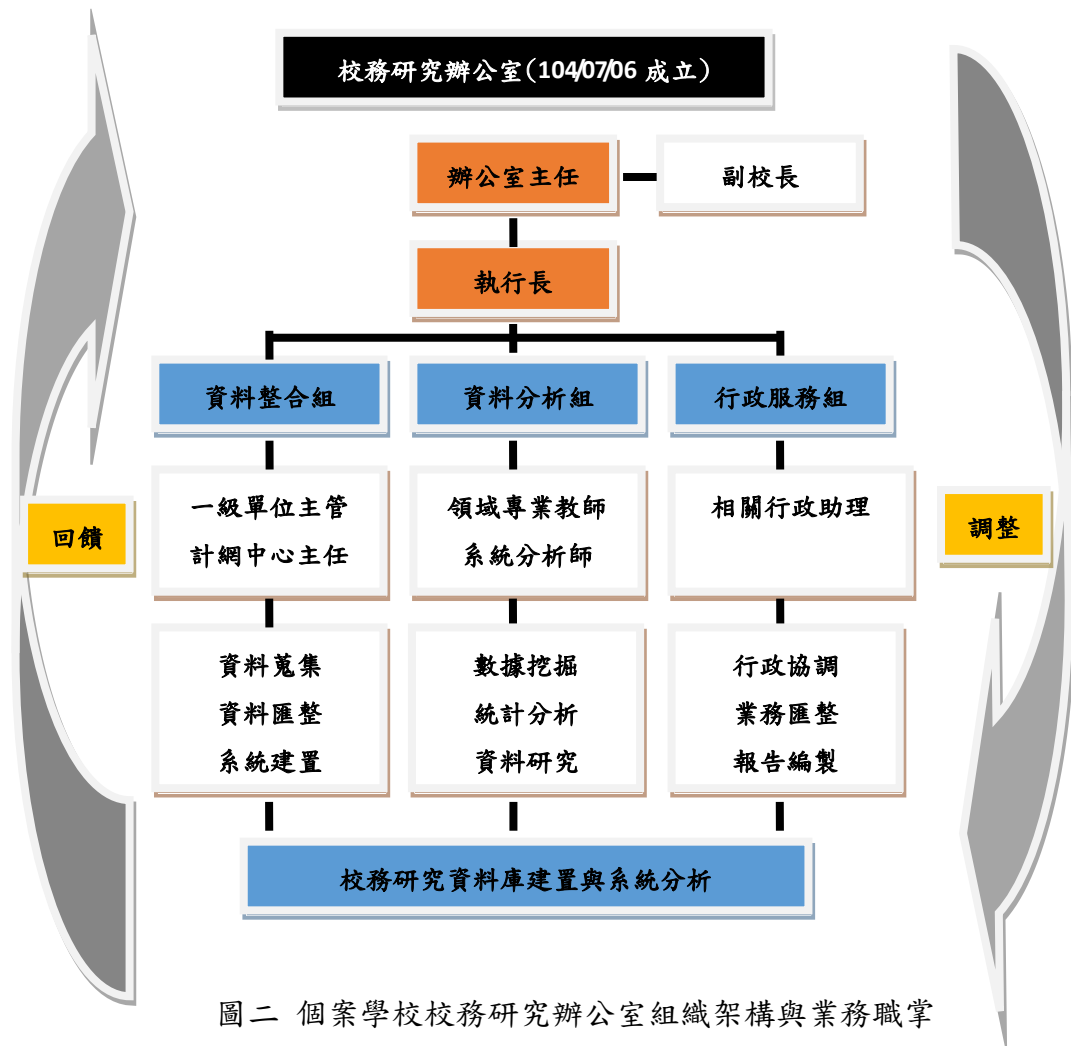 校務研究辦公室(104/07/06 成立)
辦公室主任
副校長
執行長
資料整合組
資料分析組
行政服務組
一級單位主管
計網中心主任
領域專業教師
系統分析師
相關行政助理
回饋
調整
資料蒐集
資料匯整
系統建置
數據挖掘
統計分析
資料研究
行政協調
業務匯整
報告編製
校務研究資料庫建置與系統分析
圖二 個案學校校務研究辦公室組織架構與業務職掌